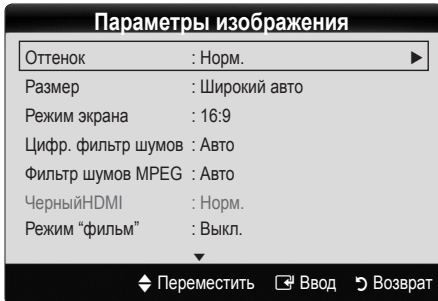 Параметры изображения
Оттенок : Норм. ►
Размер : Широкий авто
Режим экрана : 16:9
Цифр. фильтр шумов : Авто
Фильтр шумов MPEG : Авто
ЧерныйHDMI : Норм.
Режим “фильм” : Выкл.
▼
Переместить Ввод Возврат